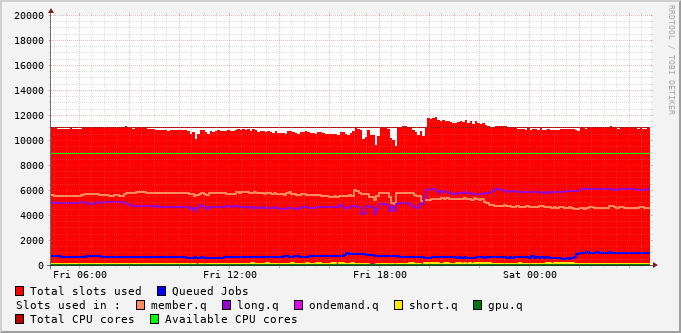 RRDTOOL / TOBI OETIKER
20000
18000
16000
14000
12000
10000
8000
6000
4000
2000
0
Fri 06:00 Fri 12:00 Fri 18:00 Sat 00:00
Total slots used Queued Jobs
Slots used in : member.q long.q ondemand.q short.q gpu.q
Total CPU cores Available CPU cores